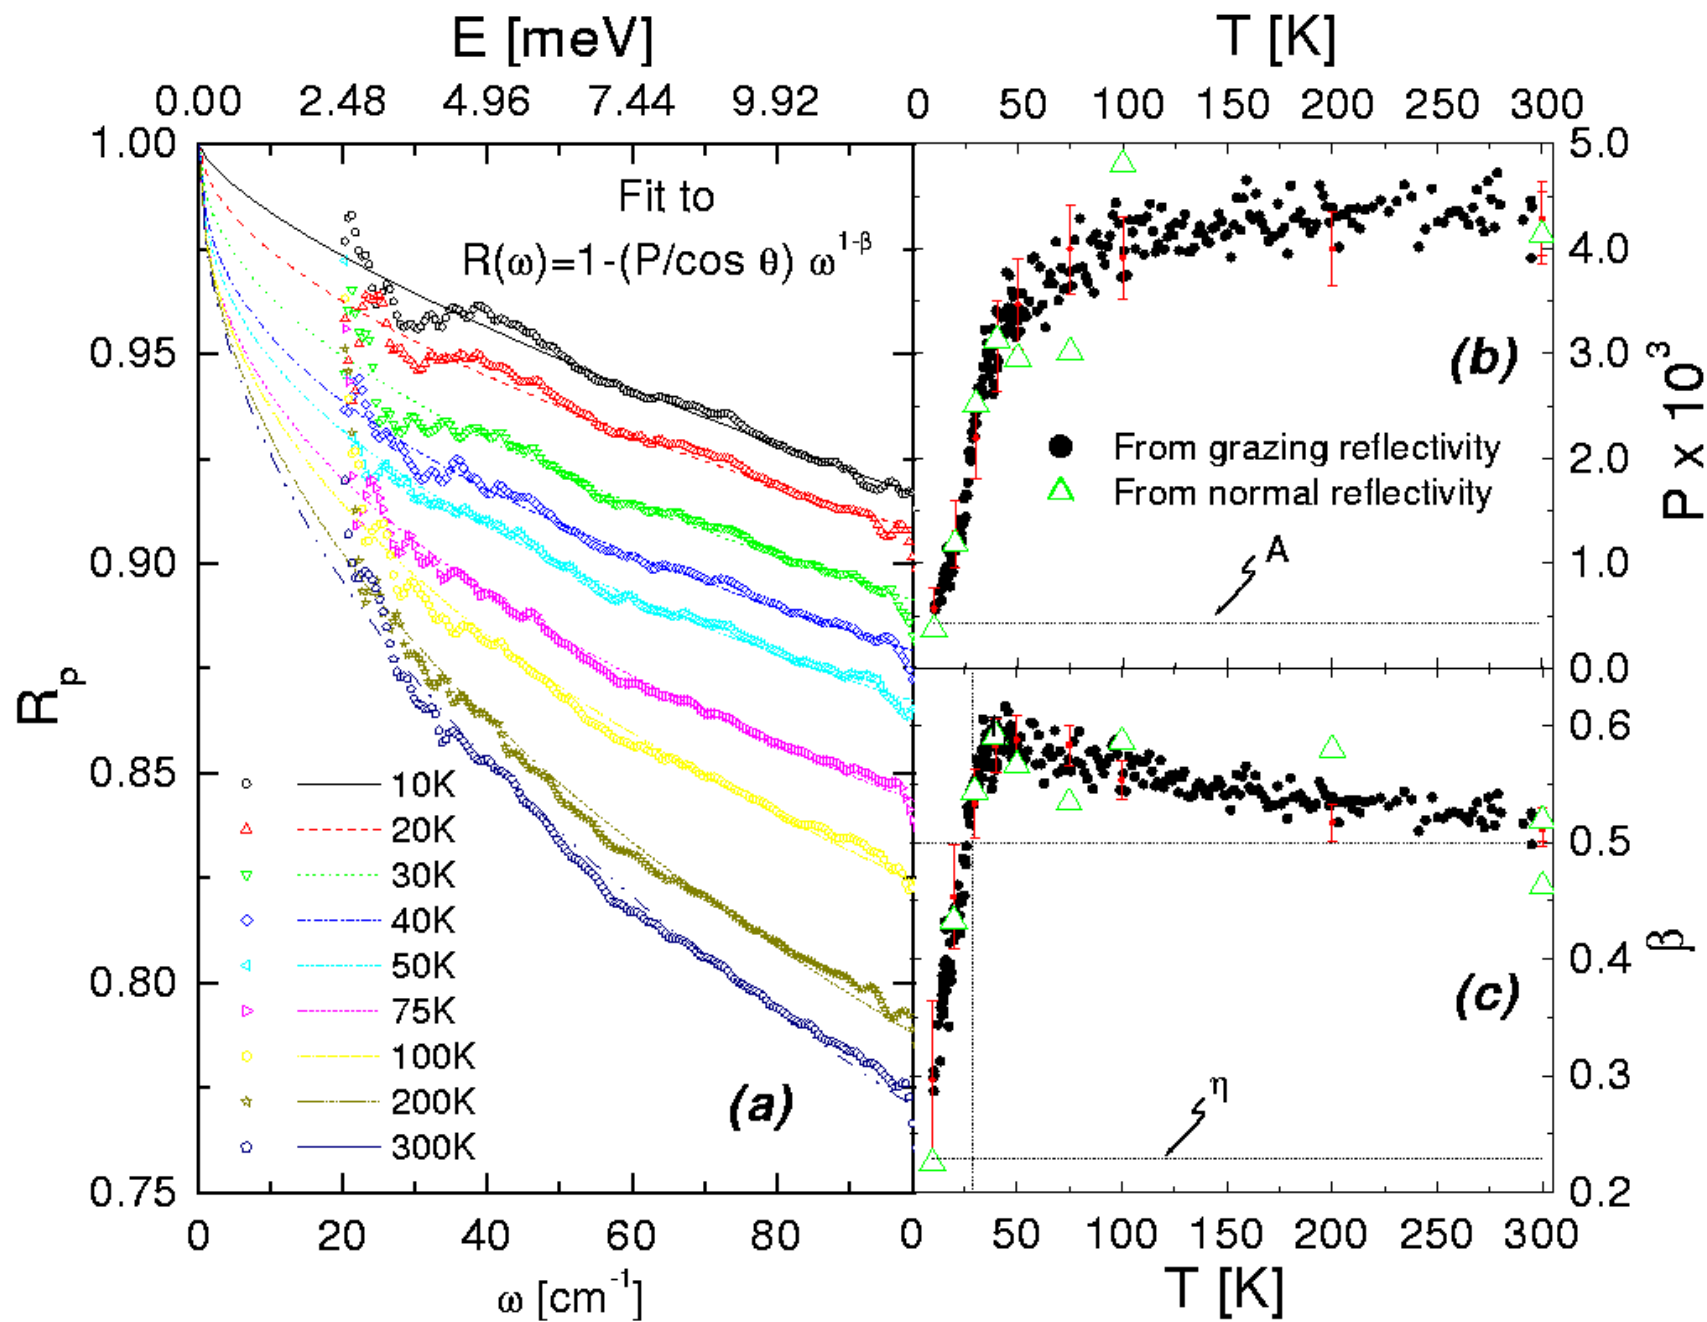 E [meV]
0.00 2.48 4.96 7.44 9.92
1.00
0.95
0.90
0.85
0.80
0.75
R_p
Fit to
R(ω)=1-(P/cos θ) ω^{1-β}
10K
20K
30K
40K
50K
75K
100K
200K
300K
(a)
0 20 40 60 80
ω [cm^{-1}]
T [K]
0 50 100 150 200 250 300
5.0
4.0
3.0
2.0
1.0
0.0
P x 10^3
(b)
From grazing reflectivity
From normal reflectivity
A
0.6
0.5
0.4
0.3
0.2
β
(c)
η
0 50 100 150 200 250 300
T [K]